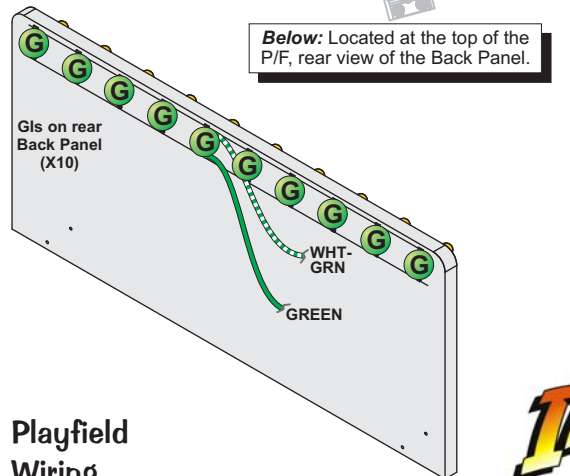 Below: Located at the top of the
P/F, rear view of the Back Panel.
G
G
G
G
G
G
G
G
G
G
GIs on rear
Back Panel
(X10)
WHT-
GRN
GREEN
Playfield
Wiring